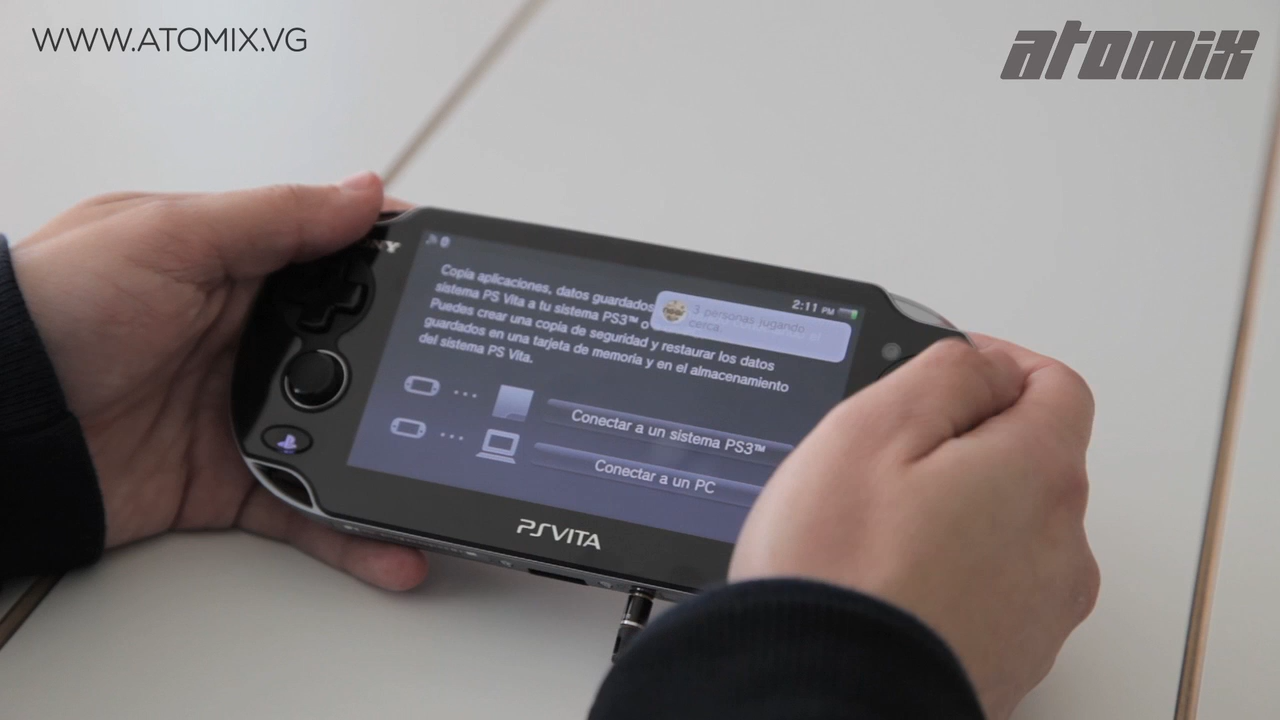 WWW.ATOMIX.VG
atomix
2:11 PM
Copia aplicaciones, datos guardados
sistema PS Vita a tu sistema PS3™ o
Puedes crear una copia de seguridad y restaurar los datos
guardados en una tarjeta de memoria y en el almacenamiento
del sistema PS Vita.
3 personas jugando
cerca.
Conectar a un sistema PS3™
Conectar a un PC
PSVITA